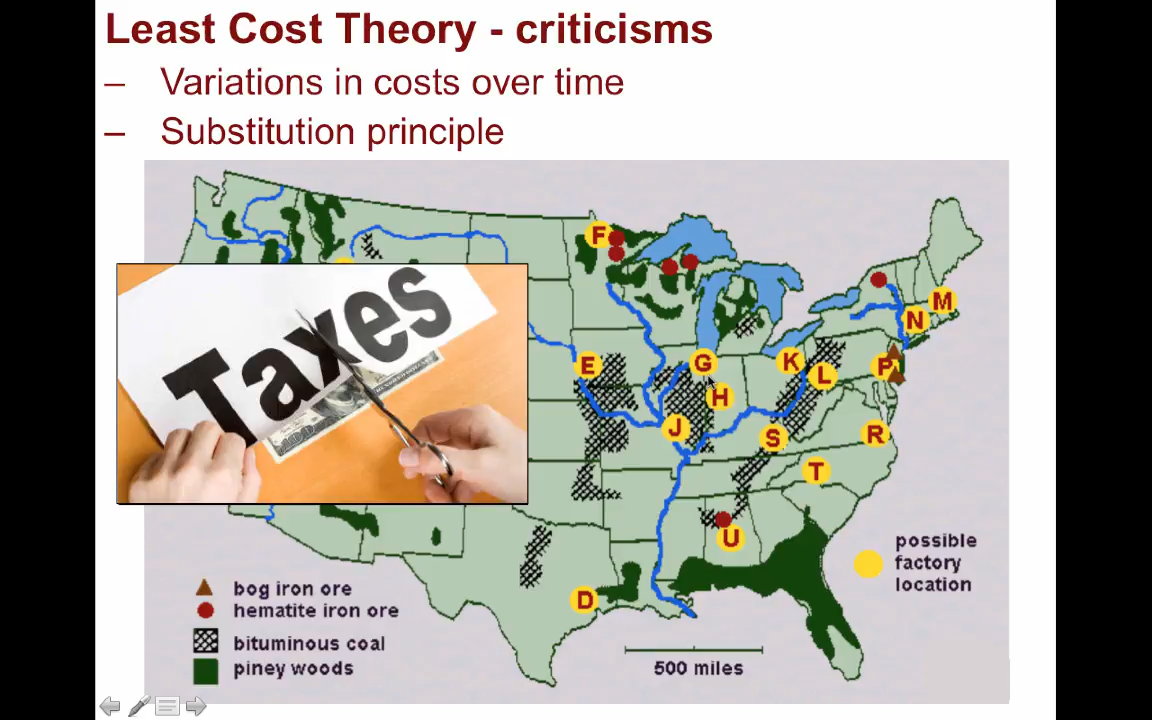 Least Cost Theory - criticisms
– Variations in costs over time
– Substitution principle
Taxes
100
F
M
N
E
G
K
L
P
H
J
S
R
T
U
D
possible
factory
location
bog iron ore
hematite iron ore
bituminous coal
piney woods
500 miles